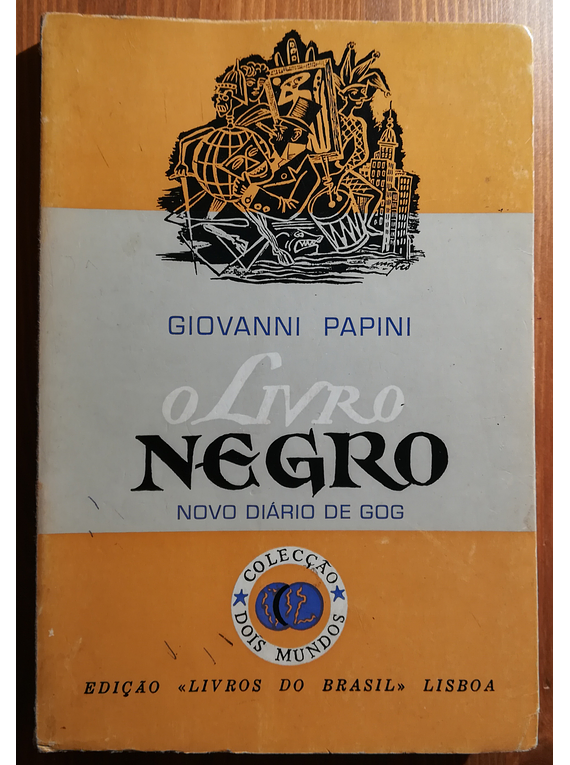 GIOVANNI PAPINI
O LIVRO
NEGRO
NOVO DIÁRIO DE GOG
COLECÇÃO
DOIS MUNDOS
EDIÇÃO «LIVROS DO BRASIL» LISBOA